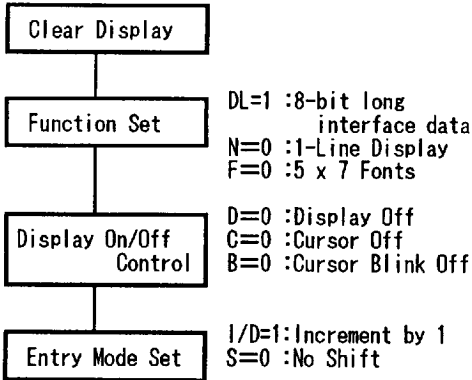 Clear Display
Function Set
DL=1 :8-bit long
interface data
N=0 :1-Line Display
F=0 :5 x 7 Fonts
Display On/Off
Control
D=0 :Display Off
C=0 :Cursor Off
B=0 :Cursor Blink Off
Entry Mode Set
I/D=1:Increment by 1
S=0 :No Shift